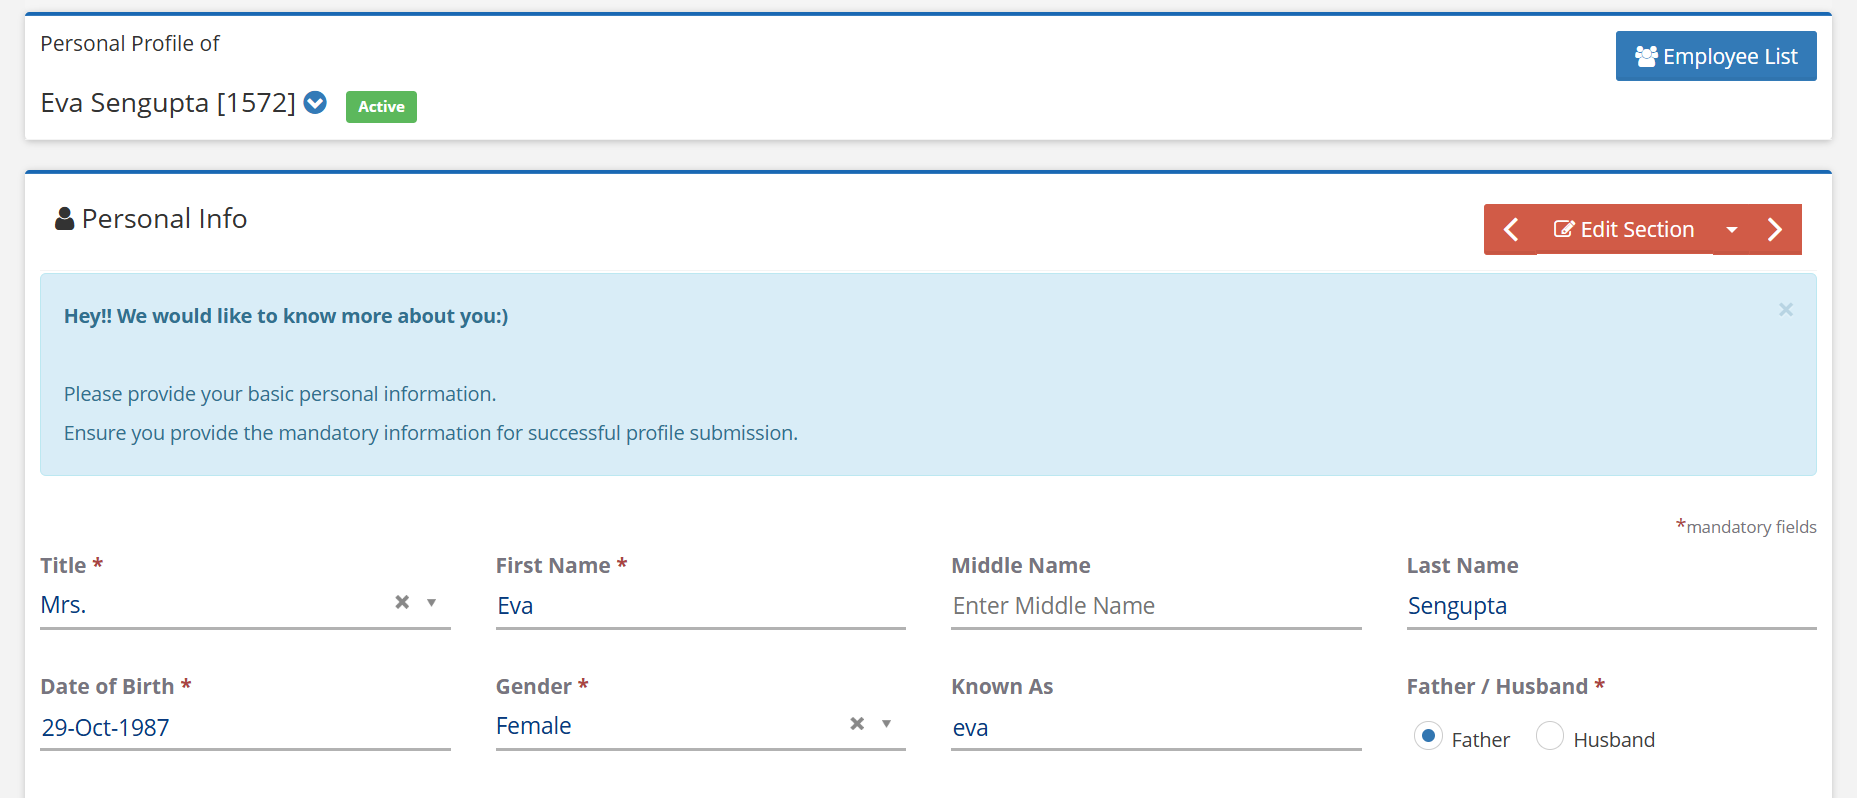 Personal Profile of
Employee List
Eva Sengupta [1572]
Active
Personal Info
Edit Section
Hey!! We would like to know more about you:)
Please provide your basic personal information.
Ensure you provide the mandatory information for successful profile submission.
*mandatory fields
Title * First Name * Middle Name Last Name
Mrs. Eva Enter Middle Name Sengupta
Date of Birth * Gender * Known As Father / Husband *
29-Oct-1987 Female eva Father Husband